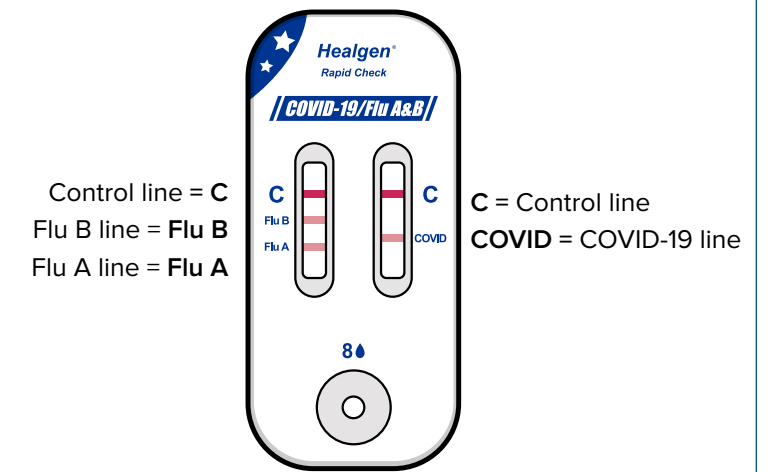 Healgen®
Rapid Check
COVID-19/Flu A&B
Control line = C
Flu B line = Flu B
Flu A line = Flu A
C
Flu B
Flu A
C
COVID
C = Control line
COVID = COVID-19 line
8